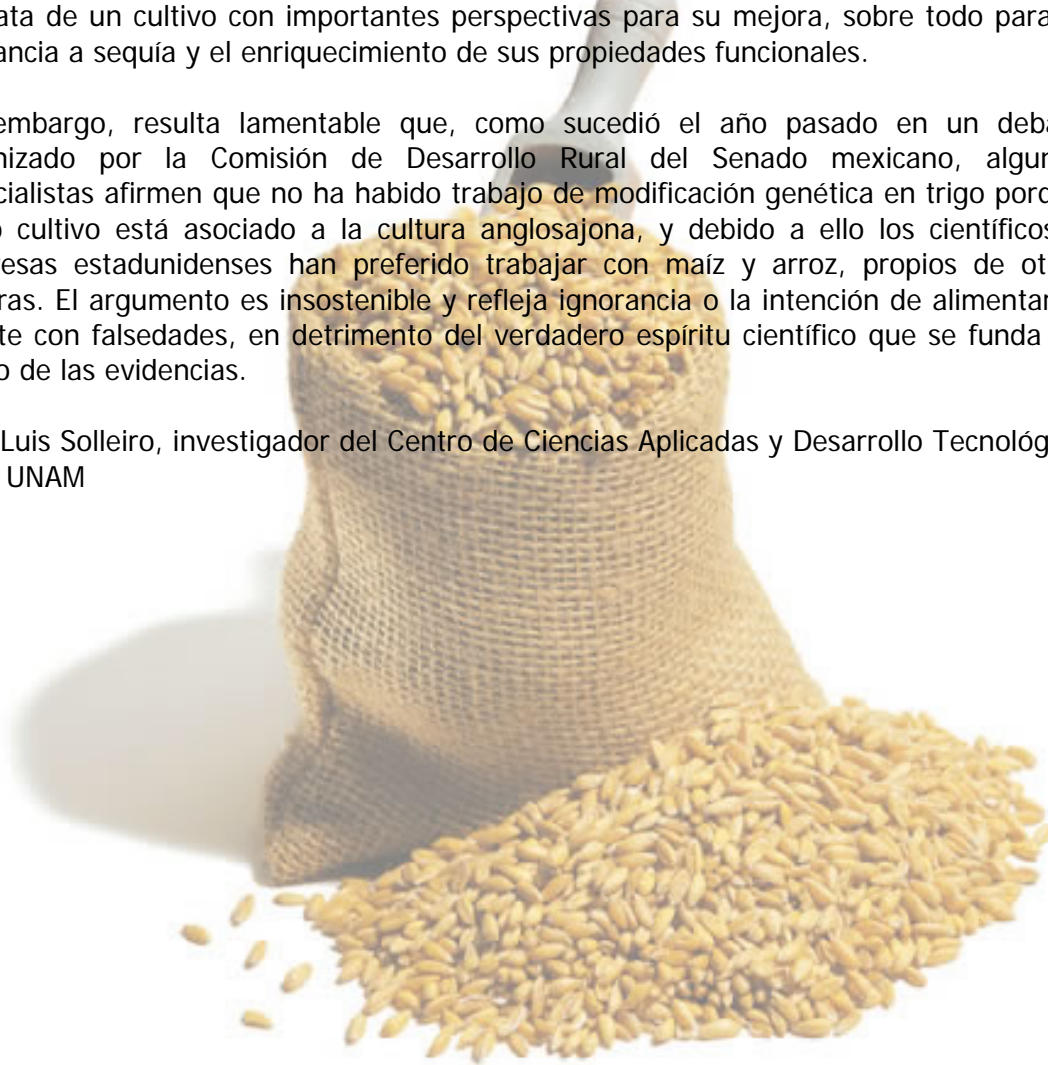 ata de un cultivo con importantes perspectivas para su mejora, sobre todo para
ancia a sequía y el enriquecimiento de sus propiedades funcionales.
embargo, resulta lamentable que, como sucedió el año pasado en un deba
nizado por la Comisión de Desarrollo Rural del Senado mexicano, algun
cialistas afirmen que no ha habido trabajo de modificación genética en trigo porq
o cultivo está asociado a la cultura anglosajona, y debido a ello los científicos
resas estadunidenses han preferido trabajar con maíz y arroz, propios de ot
ras. El argumento es insostenible y refleja ignorancia o la intención de alimentar
te con falsedades, en detrimento del verdadero espíritu científico que se funda
o de las evidencias.
Luis Solleiro, investigador del Centro de Ciencias Aplicadas y Desarrollo Tecnológ
UNAM